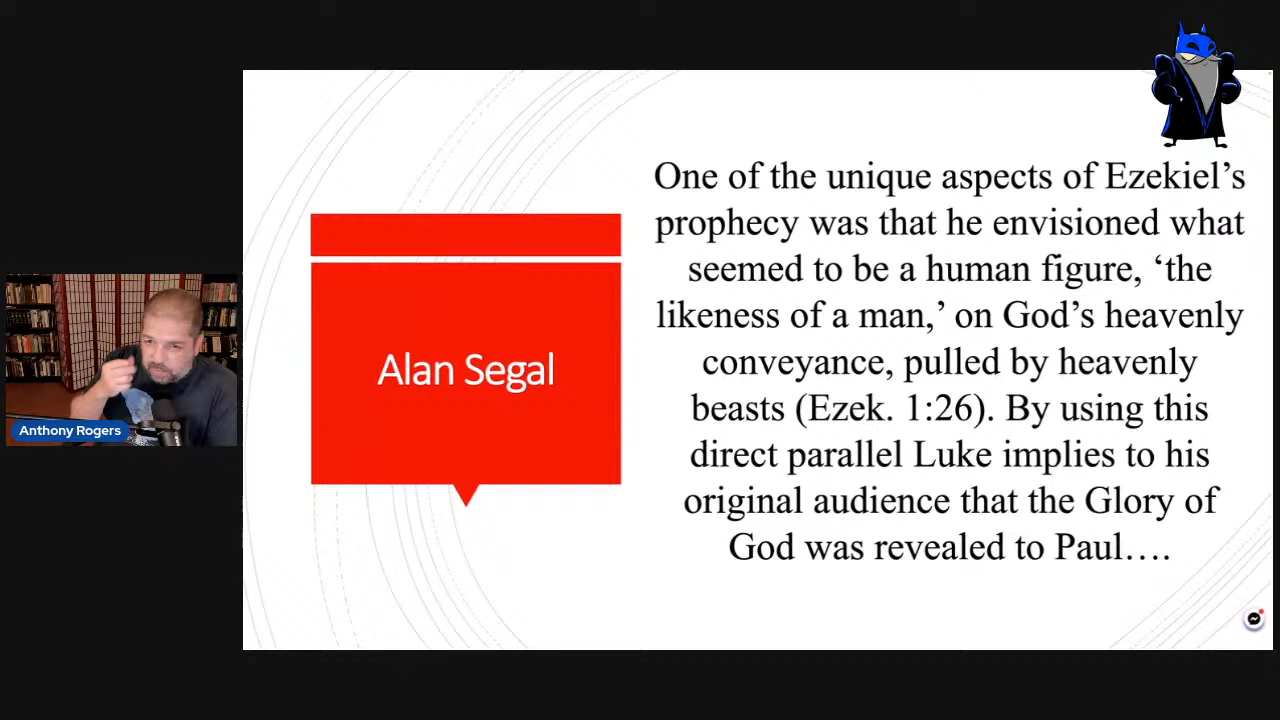 One of the unique aspects of Ezekiel’s
prophecy was that he envisioned what
seemed to be a human figure, ‘the
likeness of a man,’ on God’s heavenly
conveyance, pulled by heavenly
beasts (Ezek. 1:26). By using this
direct parallel Luke implies to his
original audience that the Glory of
God was revealed to Paul….
Alan Segal
Anthony Rogers